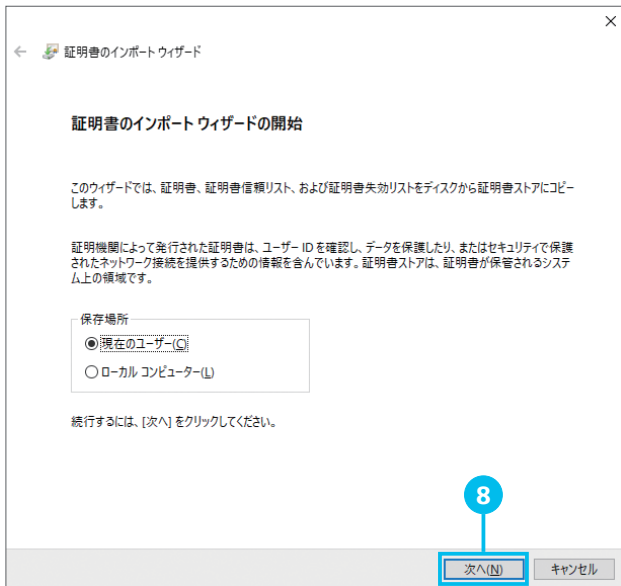 証明書のインポート ウィザード
証明書のインポート ウィザードの開始
このウィザードでは、証明書、証明書信頼リスト、および証明書失効リストをディスクから証明書ストアにコピー
します。
証明機関によって発行された証明書は、ユーザー ID を確認し、データを保護したり、またはセキュリティで保護
されたネットワーク接続を提供するための情報を含んでいます。証明書ストアは、証明書が保管されるシステ
ム上の領域です。
保存場所
現在のユーザー(C)
ローカル コンピューター(L)
続行するには、[次へ] をクリックしてください。
8
次へ(N)
キャンセル